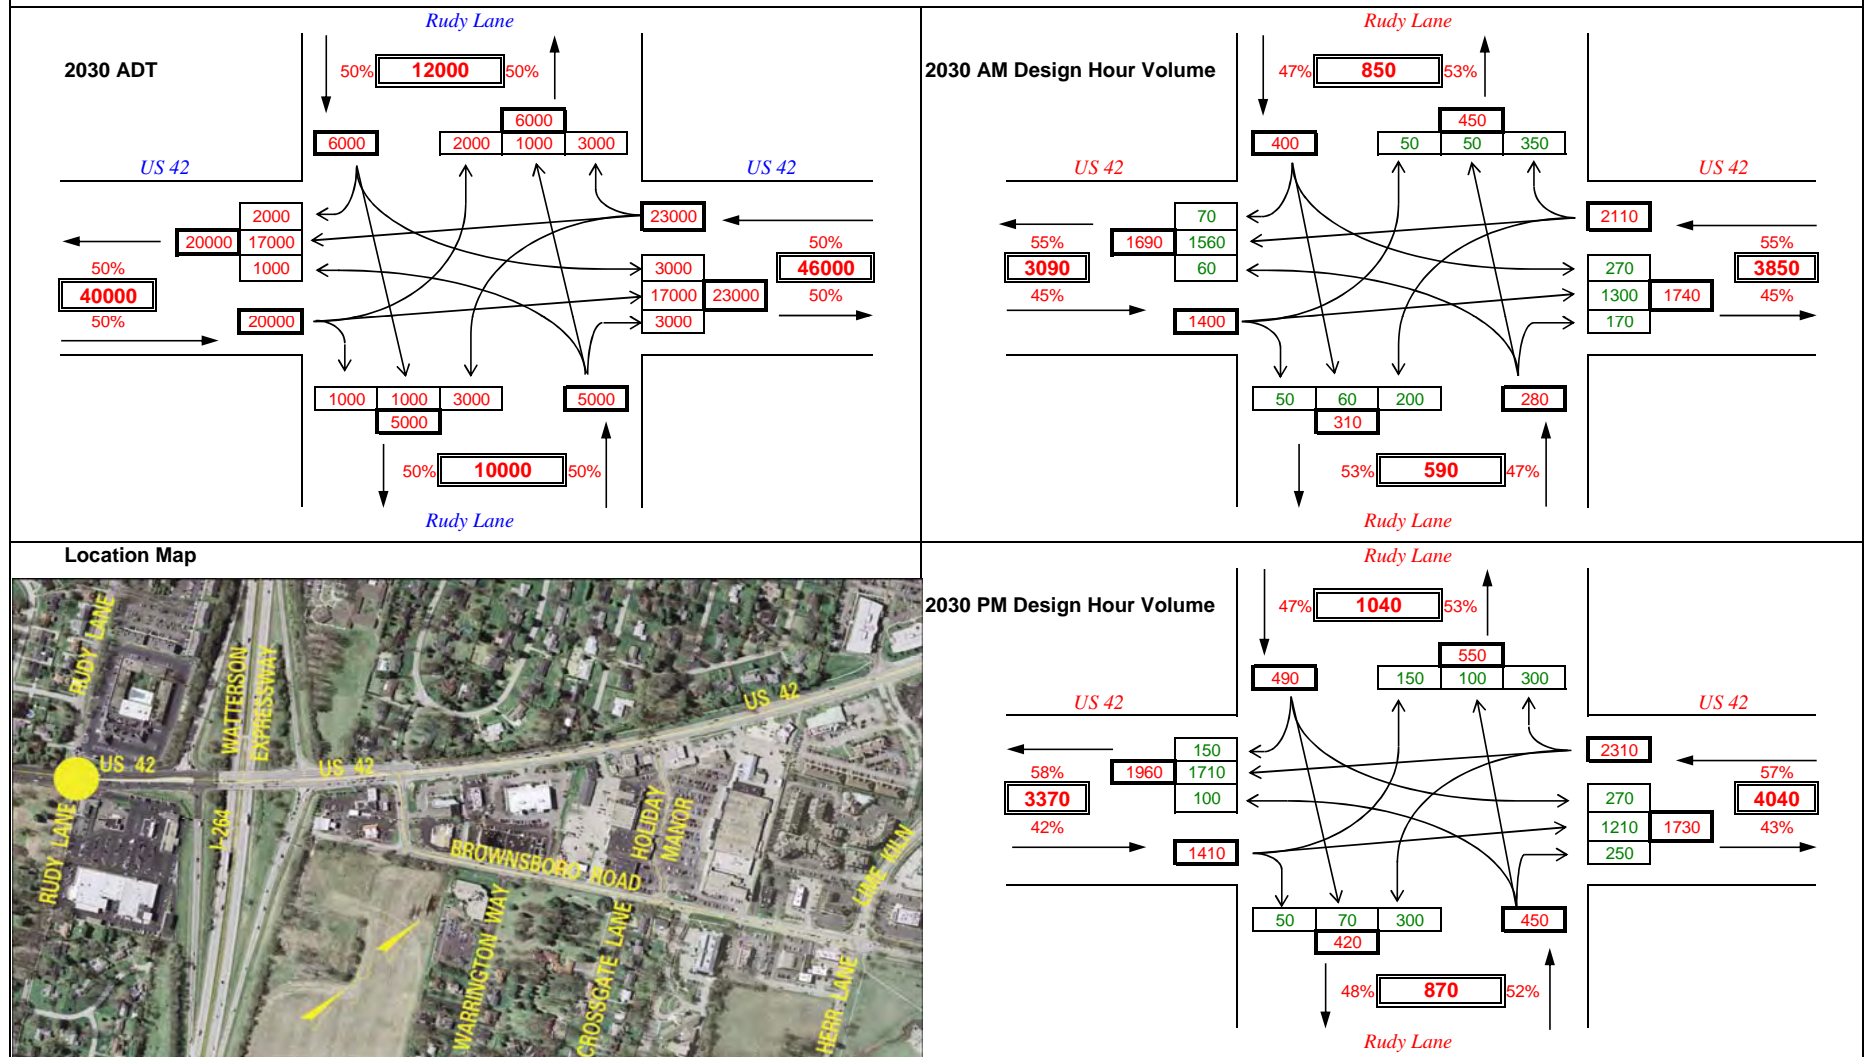 Rudy Lane
2030 ADT
50% 12000 50%
6000
6000 2000 1000 3000
US 42 US 42
2000 23000
20000 17000 50%
1000 3000 46000
50% 17000 23000 50%
40000 3000
50% 20000
1000 1000 3000 5000
5000
50% 10000 50%
Rudy Lane
Rudy Lane
2030 AM Design Hour Volume
47% 850 53%
450
400 50 50 350
US 42 US 42
70 2110
55% 1690 1560 55%
3090 60 270 3850
45% 1300 1740 45%
1400 170
50 60 200 280
310
53% 590 47%
Rudy Lane
Location Map
RUDY LANE
WATTERSON
EXPRESSWAY
US 42
US 42
US 42
RUDY LANE
I-264
HOLIDAY
MANOR
BROWNSBORO ROAD
LIME KILN
WARRINGTON WAY
CROSSGATE LANE
HERR LANE
Rudy Lane
2030 PM Design Hour Volume
47% 1040 53%
550
490 150 100 300
US 42 US 42
150 2310
58% 1960 1710 57%
3370 100 270 4040
42% 1210 1730 43%
1410 250
50 70 300 450
420
48% 870 52%
Rudy Lane